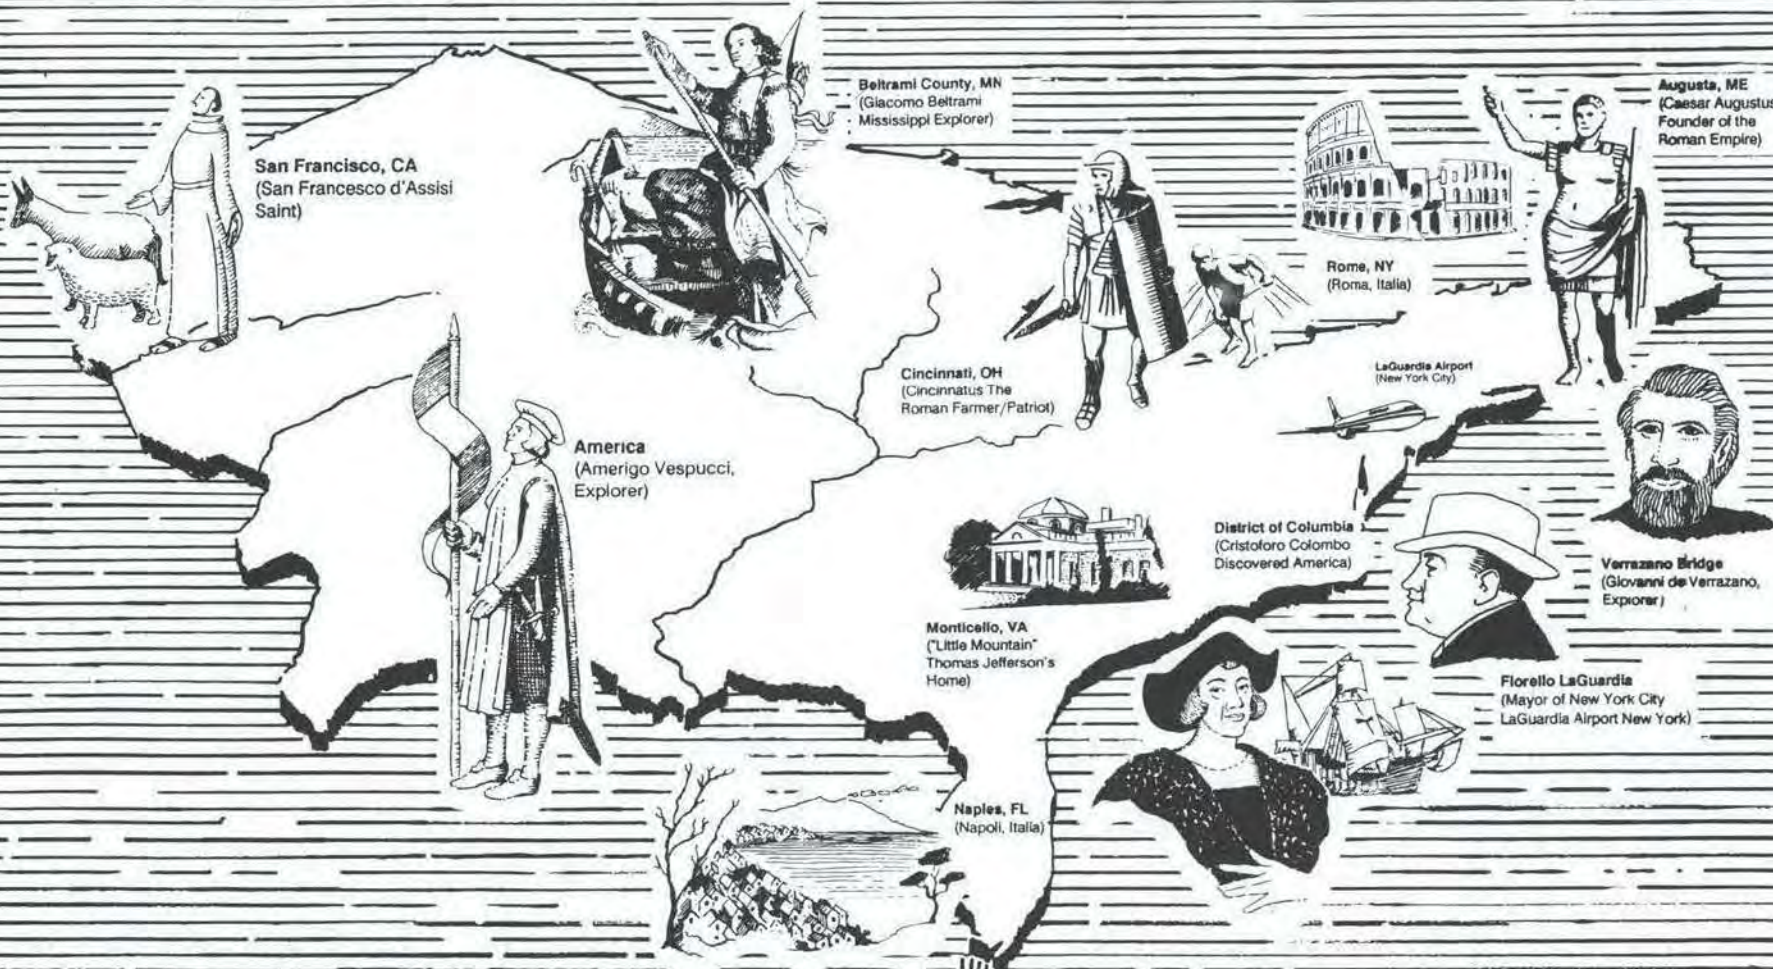 San Francisco, CA
(San Francesco d'Assisi
Saint)
Beltrami County, MN
(Giacomo Beltrami
Mississippi Explorer)
Augusta, ME
(Caesar Augustus
Founder of the
Roman Empire)
Rome, NY
(Roma, Italia)
Cincinnati, OH
(Cincinnatus The
Roman Farmer/Patriot)
LaGuardia Airport
(New York City)
America
(Amerigo Vespucci,
Explorer)
District of Columbia
(Cristoforo Colombo
Discovered America)
Verrazano Bridge
(Giovanni de Verrazano,
Explorer)
Monticello, VA
("Little Mountain"
Thomas Jefferson's
Home)
Florello LaGuardia
(Mayor of New York City
LaGuardia Airport New York)
Naples, FL
(Napoli, Italia)